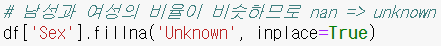 # 남성과 여성의 비율이 비슷하므로 nan => unknown
df['Sex'].fillna('Unknown', inplace=True)